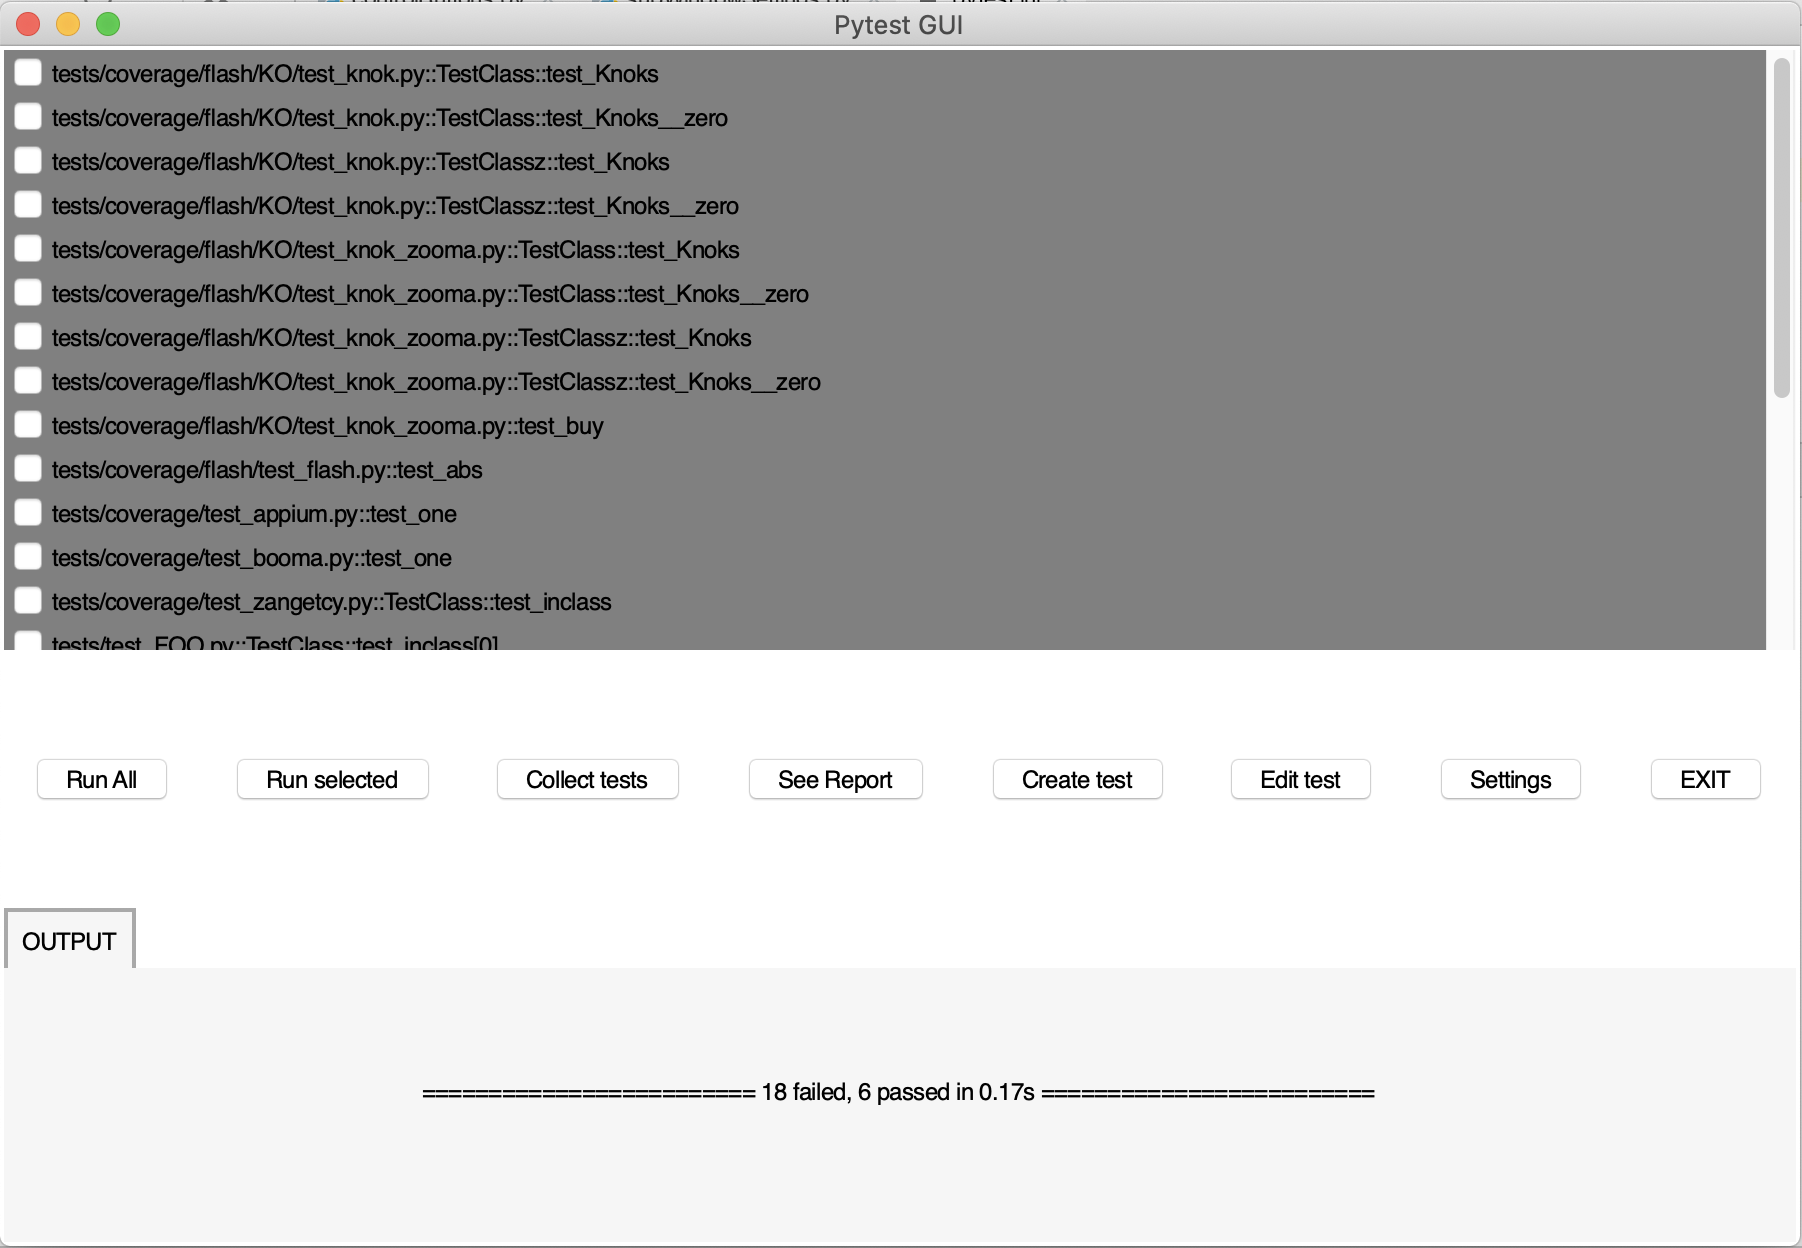 Pytest GUI
tests/coverage/flash/KO/test_knok.py::TestClass::test_Knoks
tests/coverage/flash/KO/test_knok.py::TestClass::test_Knoks__zero
tests/coverage/flash/KO/test_knok.py::TestClassz::test_Knoks
tests/coverage/flash/KO/test_knok.py::TestClassz::test_Knoks__zero
tests/coverage/flash/KO/test_knok_zooma.py::TestClass::test_Knoks
tests/coverage/flash/KO/test_knok_zooma.py::TestClass::test_Knoks__zero
tests/coverage/flash/KO/test_knok_zooma.py::TestClassz::test_Knoks
tests/coverage/flash/KO/test_knok_zooma.py::TestClassz::test_Knoks__zero
tests/coverage/flash/KO/test_knok_zooma.py::test_buy
tests/coverage/flash/test_flash.py::test_abs
tests/coverage/test_appium.py::test_one
tests/coverage/test_booma.py::test_one
tests/coverage/test_zangetcy.py::TestClass::test_inclass
tests/test_FOO.py::TestClass::test_inclass[0]
Run All Run selected Collect tests See Report Create test Edit test Settings EXIT
OUTPUT
========================= 18 failed, 6 passed in 0.17s =========================